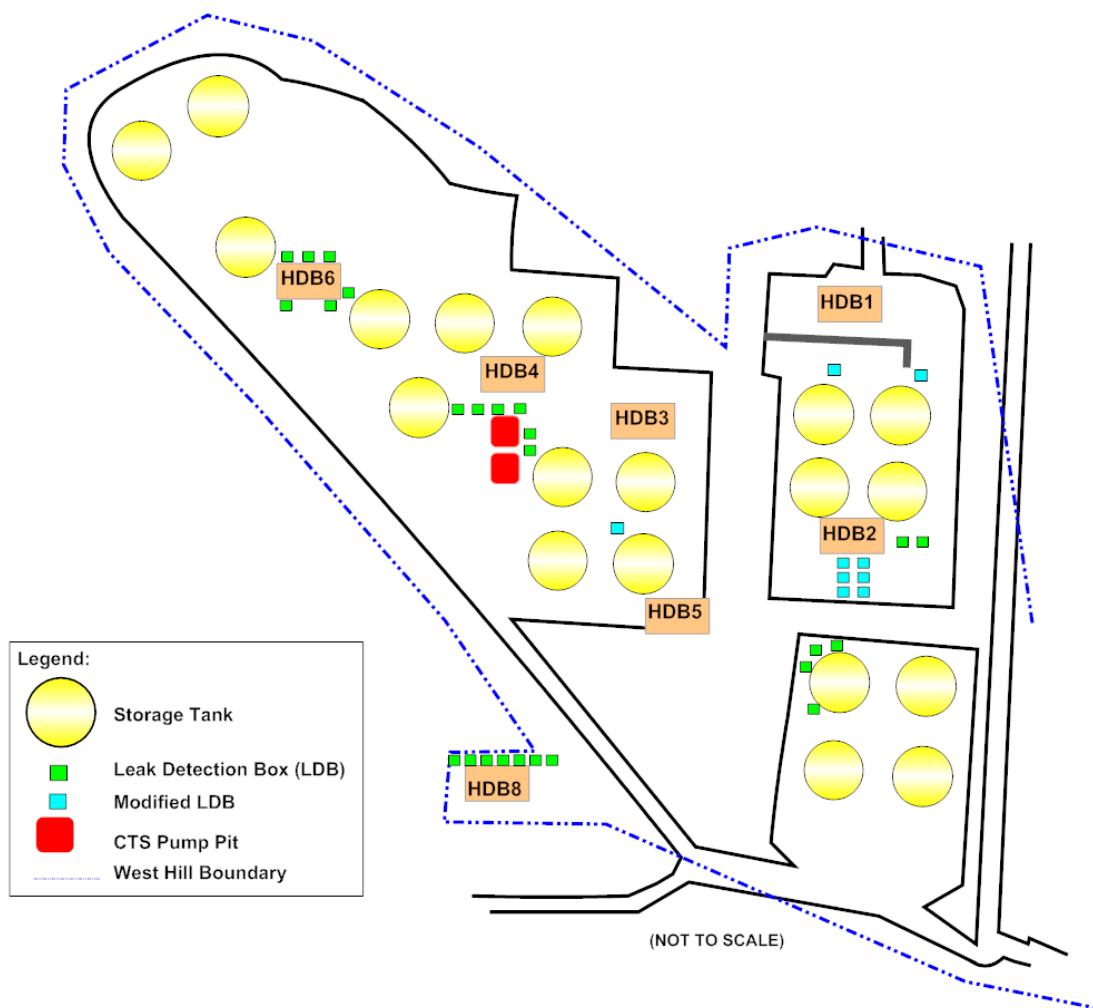 HDB6
HDB1
HDB4
HDB3
HDB2
HDB5
Legend:
Storage Tank
Leak Detection Box (LDB)
Modified LDB
CTS Pump Pit
West Hill Boundary
HDB8
(NOT TO SCALE)